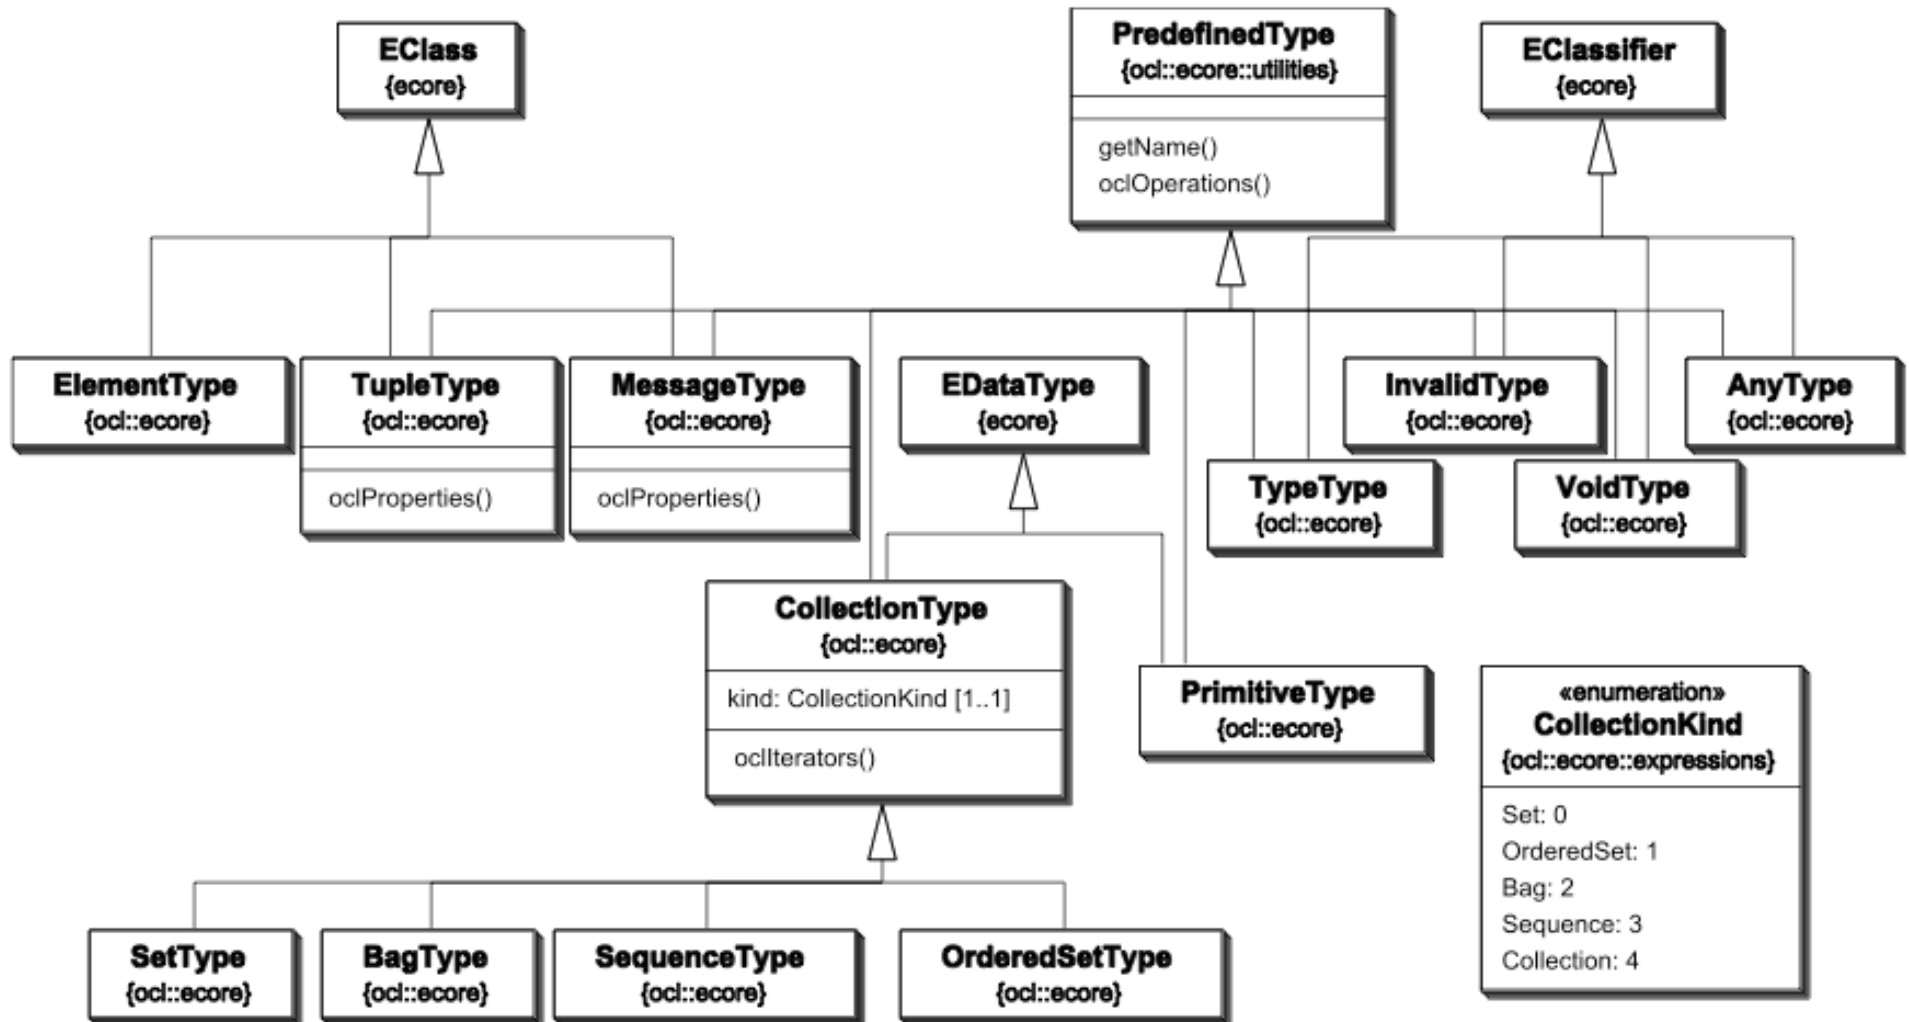 EClass
{ecore}
PredefinedType
{ocl::ecore::utilities}
getName()
oclOperations()
EClassifier
{ecore}
ElementType
{ocl::ecore}
TupleType
{ocl::ecore}
oclProperties()
MessageType
{ocl::ecore}
oclProperties()
EDataType
{ecore}
InvalidType
{ocl::ecore}
AnyType
{ocl::ecore}
TypeType
{ocl::ecore}
VoidType
{ocl::ecore}
CollectionType
{ocl::ecore}
kind: CollectionKind [1..1]
oclIterators()
PrimitiveType
{ocl::ecore}
«enumeration»
CollectionKind
{ocl::ecore::expressions}
Set: 0
OrderedSet: 1
Bag: 2
Sequence: 3
Collection: 4
SetType
{ocl::ecore}
BagType
{ocl::ecore}
SequenceType
{ocl::ecore}
OrderedSetType
{ocl::ecore}